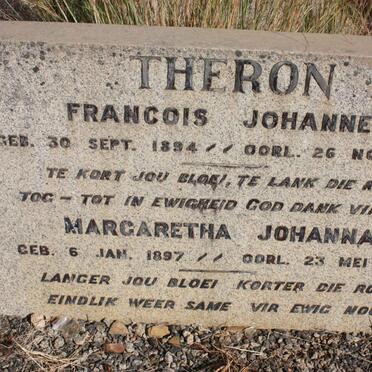 THERON
FRANCOIS JOHANNE
GEB. 30 SEPT. 1894 // OORL. 26 NO
TE KORT JOU BLOEI, TE LANK DIE
TOG - TOT IN EWIGHEID GOD DANK
MARGARETHA JOHANNA
GEB. 6 JAN. 1897 // OORL. 23 MEI
LANGER JOU BLOEI KORTER DIE RO
EINDLIK WEER SAME VIR EWIG